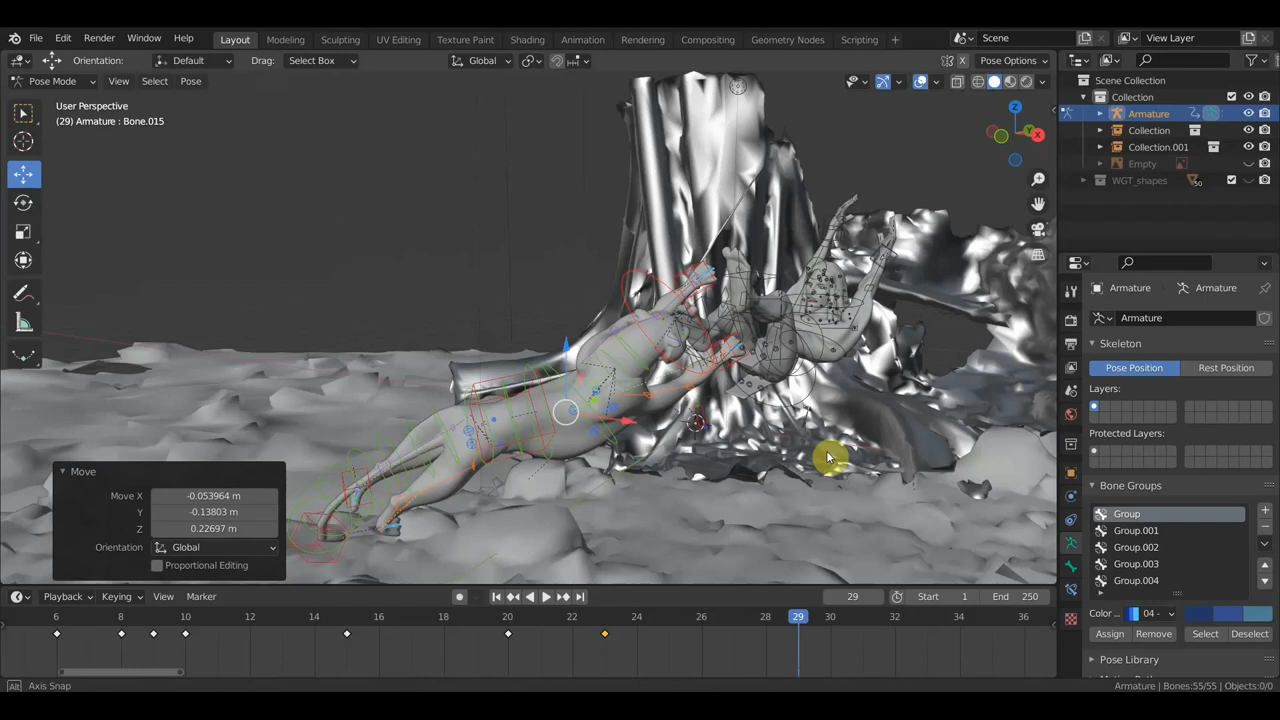 File Edit Render Window Help Layout Modeling Sculpting UV Editing Texture Paint Shading Animation Rendering Compositing Geometry Nodes Scripting + Scene View Layer
Orientation: Default Drag: Select Box Global X Pose Options
Pose Mode View Select Pose
User Perspective
(29) Armature : Bone.015
Z
Y
X
Scene Collection
Collection
Armature
Collection
Collection.001
Empty
WGT_shapes 50
Armature Armature
Armature
Skeleton
Pose Position Rest Position
Layers:
Protected Layers:
Bone Groups
Group
Group.001
Group.002
Group.003
Group.004
Color ... 04 -
Assign Remove Select Deselect
Pose Library
Move
Move X -0.053964 m
Y -0.13803 m
Z 0.22697 m
Orientation Global
Proportional Editing
Playback Keying View Marker 29 Start 1 End 250
6 8 10 12 14 16 18 20 22 24 26 28 29 30 32 34 36
Alt Axis Snap
Armature | Bones:55/55 | Objects:0/0